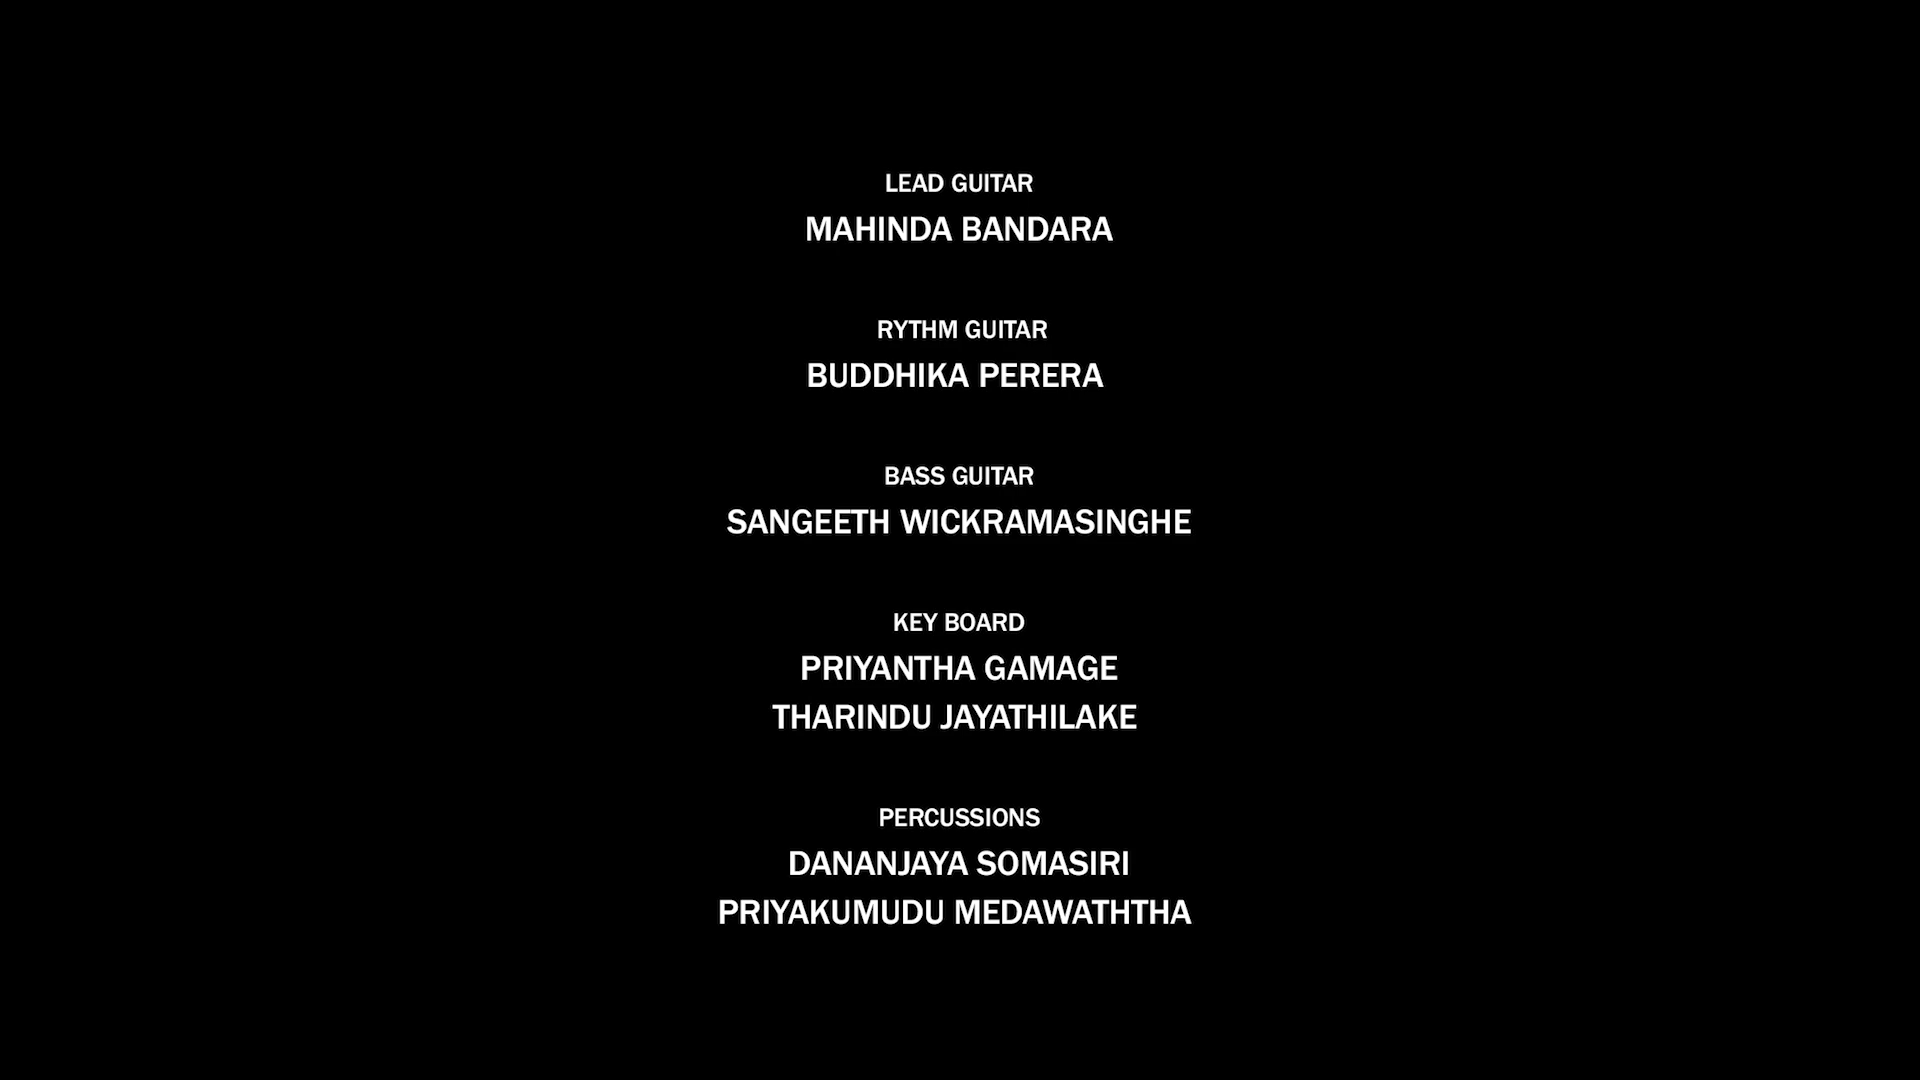 LEAD GUITAR
MAHINDA BANDARA
RYTHM GUITAR
BUDDHIKA PERERA
BASS GUITAR
SANGEETH WICKRAMASINGHE
KEY BOARD
PRIYANTHA GAMAGE
THARINDU JAYATHILAKE
PERCUSSIONS
DANANJAYA SOMASIRI
PRIYAKUMUDU MEDAWATHTHA